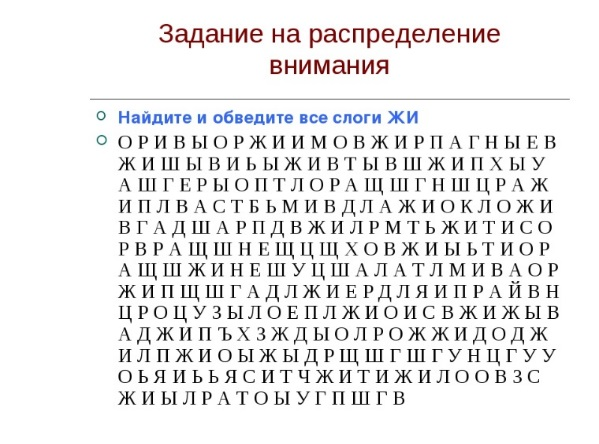 Задание на распределение
внимания
Найдите и обведите все слоги ЖИ
О Р И В Ы О Р Ж И И М О В Ж И Р П А Г Н Ы Е В
Ж И Ш Ы В И Ь Ы Ж И В Т Ы В Ш Ж И П Х Ы У
А Ш Г Е Р Ы О П Т Л О Р А Щ Ш Г Н Ш Ц Р А Ж
И П Л В А С Т Б Ь М И В Д Л А Ж И О К Л О Ж И
В Г А Д Ш А Р П Д В Ж И Л Р М Т Ь Ж И Т И С О
Р В Р А Щ Ш Н Е Щ Ц Щ Х О В Ж И Ы Ь Т И О Р
А Щ Ш Ж И Н Е Ш У Ц Ш А Л А Т Л М И В А О Р
Ж И П Щ Ш Г А Д Л Ж И Е Р Д Л Я И П Р А Й В Н
Ц Р О Ц У З Ы Л О Е П Л Ж И О И С В Ж И Ж Ы В
А Д Ж И П Ъ Х З Ж Д Ы О Л Р О Ж Ж И Д О Д Ж
И Л П Ж И О Ы Ж Ы Д Р Щ Ш Г Ш Г У Н Ц Г У У
О Ь Я И Ь Ь Я С И Т Ч Ж И Т И Ж И Л О О В З С
Ж И Ы Л Р А Т О Ы У Г П Ш Г В